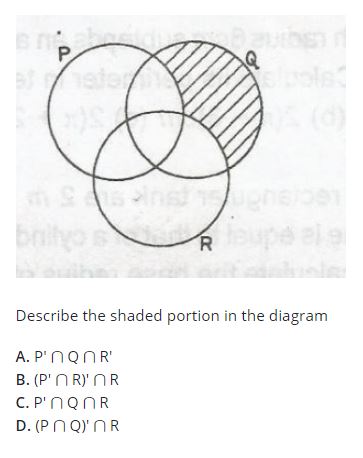 P
Q
R
Describe the shaded portion in the diagram
A. P' ∩ Q ∩ R'
B. (P' ∩ R)' ∩ R
C. P' ∩ Q ∩ R
D. (P ∩ Q)' ∩ R